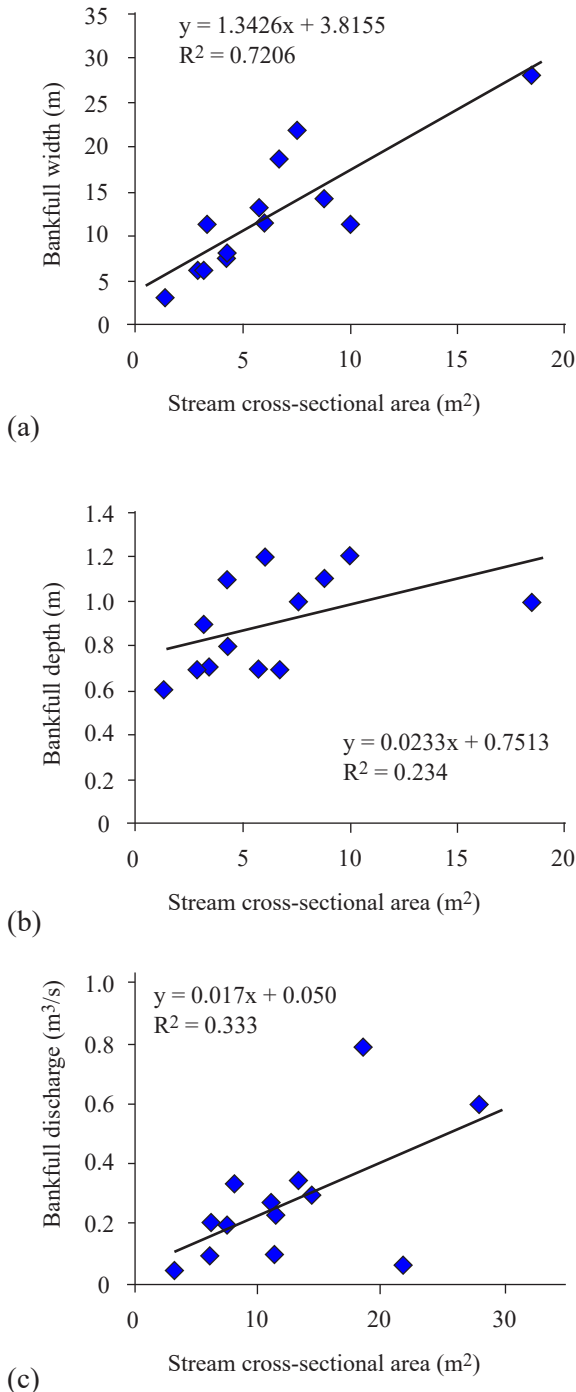 y = 1.3426x + 3.8155
R² = 0.7206
35
30
25
20
15
10
5
0
Bankfull width (m)
0 5 10 15 20
Stream cross-sectional area (m²)
(a)
1.4
1.2
1.0
0.8
0.6
0.4
0.2
0
Bankfull depth (m)
y = 0.0233x + 0.7513
R² = 0.234
0 5 10 15 20
Stream cross-sectional area (m²)
(b)
1.0
0.8
0.6
0.4
0.2
0
Bankfull discharge (m³/s)
y = 0.017x + 0.050
R² = 0.333
0 10 20 30
Stream cross-sectional area (m²)
(c)